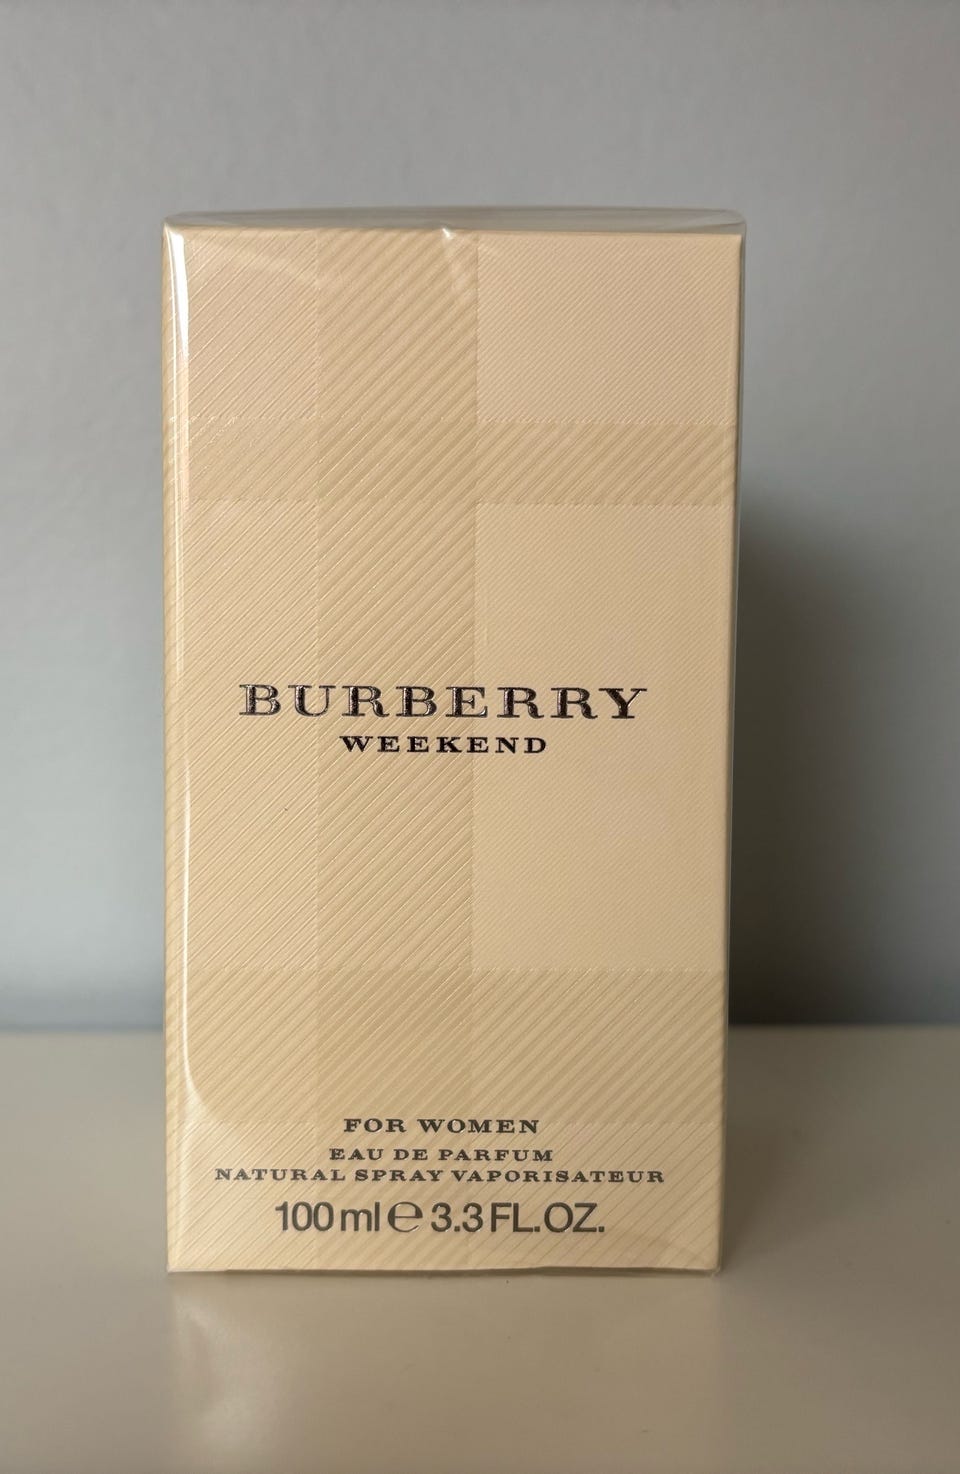 BURBERRY
WEEKEND
FOR WOMEN
EAU DE PARFUM
NATURAL SPRAY VAPORISATEUR
100 ml ℮ 3.3 FL.OZ.